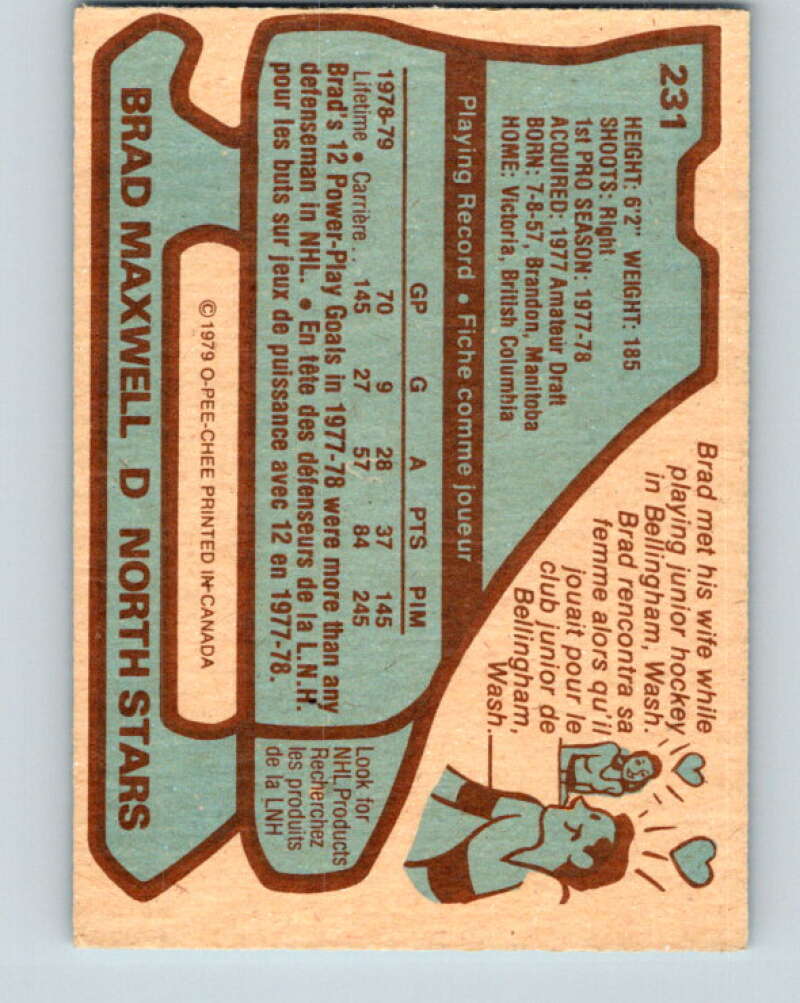 231
HEIGHT: 6'2" WEIGHT: 185
SHOOTS: Right
1st PRO SEASON: 1977-78
ACQUIRED: 1977 Amateur Draft
BORN: 7-8-57, Brandon, Manitoba
HOME: Victoria, British Columbia
Brad met his wife while
playing junior hockey
in Bellingham, Wash.
Brad rencontra sa
femme alors qu'il
jouait pour le
club junior de
Bellingham,
Wash.
Playing Record • Fiche comme joueur
GP G A PTS PIM
1978-79 70 9 28 37 145
Lifetime • Carrière .. 145 27 57 84 245
Brad's 12 Power-Play Goals in 1977-78 were more than any
defenseman in NHL. • En tête des défenseurs de la L.N.H.
pour les buts sur jeux de puissance avec 12 en 1977-78.
Look for
NHL Products
Recherchez
les produits
de la LNH
© 1979 O-PEE-CHEE PRINTED IN CANADA
BRAD MAXWELL D NORTH STARS